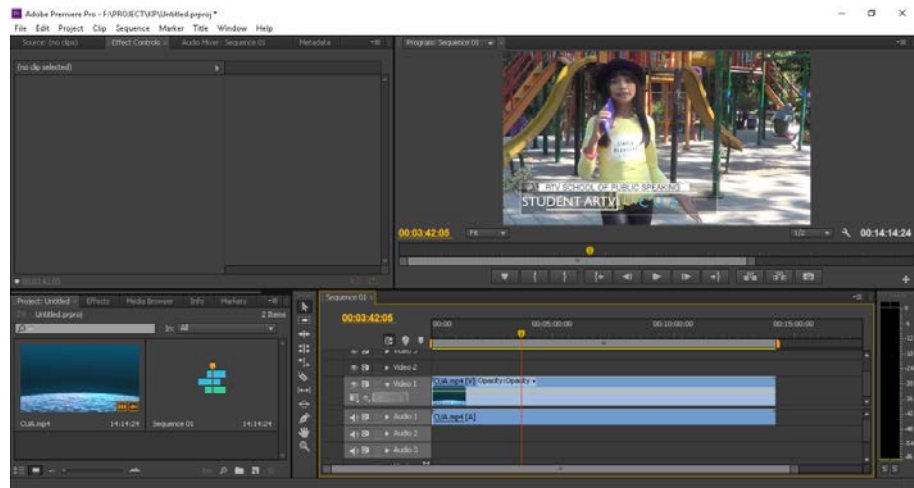 Adobe Premiere Pro - F:\PROJECT\KP\Untitled.prproj *
File Edit Project Clip Sequence Marker Title Window Help
Source: (no clips) Effect Controls Audio Mixer: Sequence 01 Metadata
Program: Sequence 01
(no clip selected)
SIMPLE
RTV SCHOOL OF PUBLIC SPEAKING
STUDENT ARTV
00:03:42:05 Fit 1/2 00:14:14:24
00:03:42:05
Project: Untitled Effects Media Browser Info Markers
Untitled.prproj 2 Items
In: All
CUA.mp4 14:14:24 Sequence 01 14:14:24
Sequence 01
00:03:42:05
00:00 00:05:00:00 00:10:00:00 00:15:00:00
Video 3
Video 2
Video 1 CUA.mp4 [V] Opacity:Opacity
Audio 1 CUA.mp4 [A]
Audio 2
Audio 3
S S